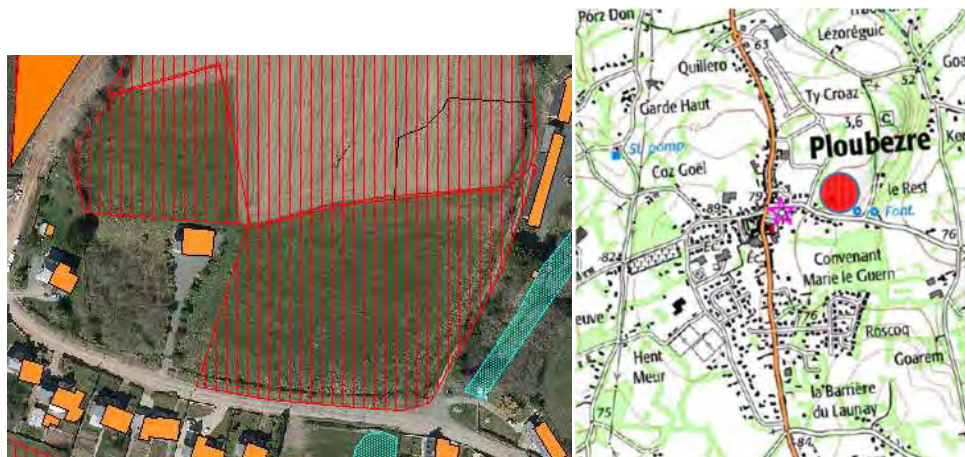 Porz Don
Lézoréguic
63
Quillero
52
Ty Croaz
Garde Haut
C
3,6
St. pomp.
Ploubezre
Coz Goël
le Rest
79
89
Font.
76
82
Convenant
Marie le Guern
euve
76
Roscoq
Hent
Meur
Goarem
la Barrière
du Launay
75
84